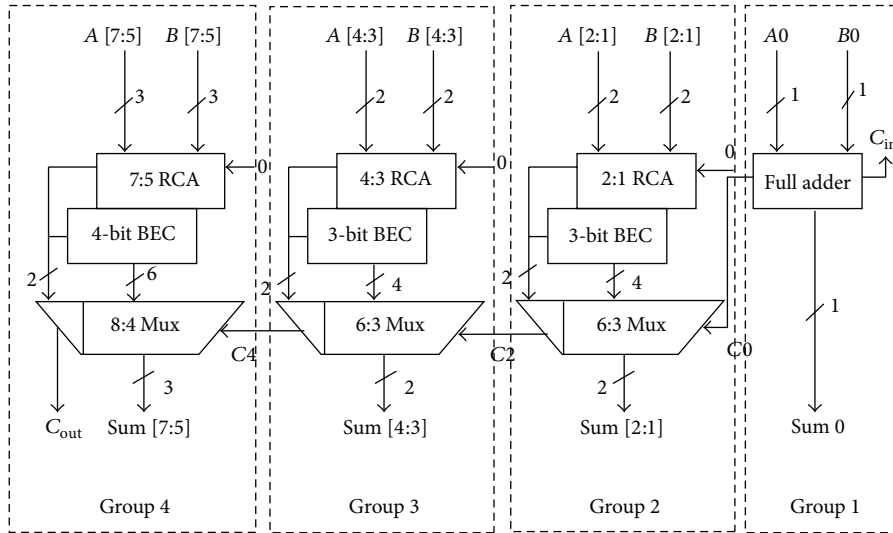 A [7:5] B [7:5] A [4:3] B [4:3] A [2:1] B [2:1] A0 B0
3 3 2 2 2 2 1 1
C_in
0 0 0
7:5 RCA 4:3 RCA 2:1 RCA Full adder
4-bit BEC 3-bit BEC 3-bit BEC
2 6 2 4 2 4
1
8:4 Mux 6:3 Mux 6:3 Mux
C4 C2 C0
3 2 2
C_out Sum [7:5] Sum [4:3] Sum [2:1] Sum 0
Group 4 Group 3 Group 2 Group 1